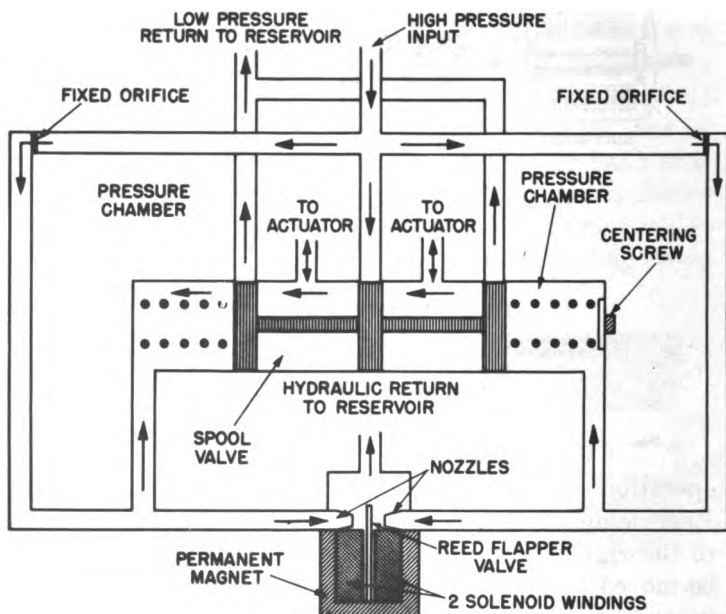 LOW PRESSURE
RETURN TO RESERVOIR
HIGH PRESSURE
INPUT
FIXED ORIFICE
FIXED ORIFICE
PRESSURE
CHAMBER
PRESSURE
CHAMBER
TO
ACTUATOR
TO
ACTUATOR
CENTERING
SCREW
HYDRAULIC RETURN
TO RESERVOIR
SPOOL
VALVE
NOZZLES
REED FLAPPER
VALVE
PERMANENT
MAGNET
2 SOLENOID WINDINGS